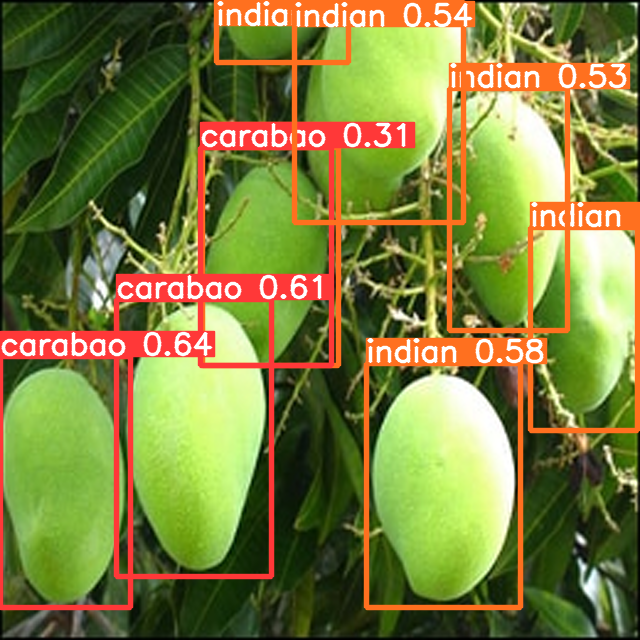 india
indian 0.54
indian 0.53
carabao 0.31
indian
carabao 0.61
carabao 0.64
indian 0.58